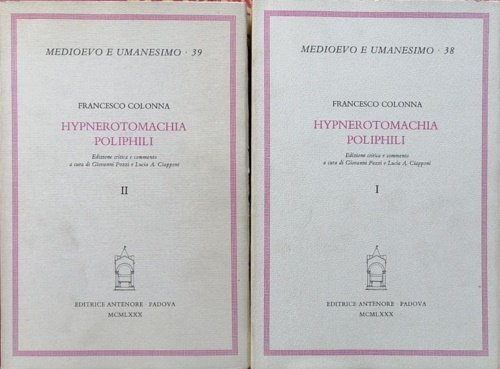 MEDIOEVO E UMANESIMO · 39
FRANCESCO COLONNA
HYPNEROTOMACHIA
POLIPHILI
Edizione critica e commento
a cura di Giovanni Pozzi e Lucia A. Ciapponi
II
EDITRICE ANTENORE · PADOVA
MCMLXXX
MEDIOEVO E UMANESIMO · 38
FRANCESCO COLONNA
HYPNEROTOMACHIA
POLIPHILI
Edizione critica e commento
a cura di Giovanni Pozzi e Lucia A. Ciapponi
I
EDITRICE ANTENORE · PADOVA
MCMLXXX